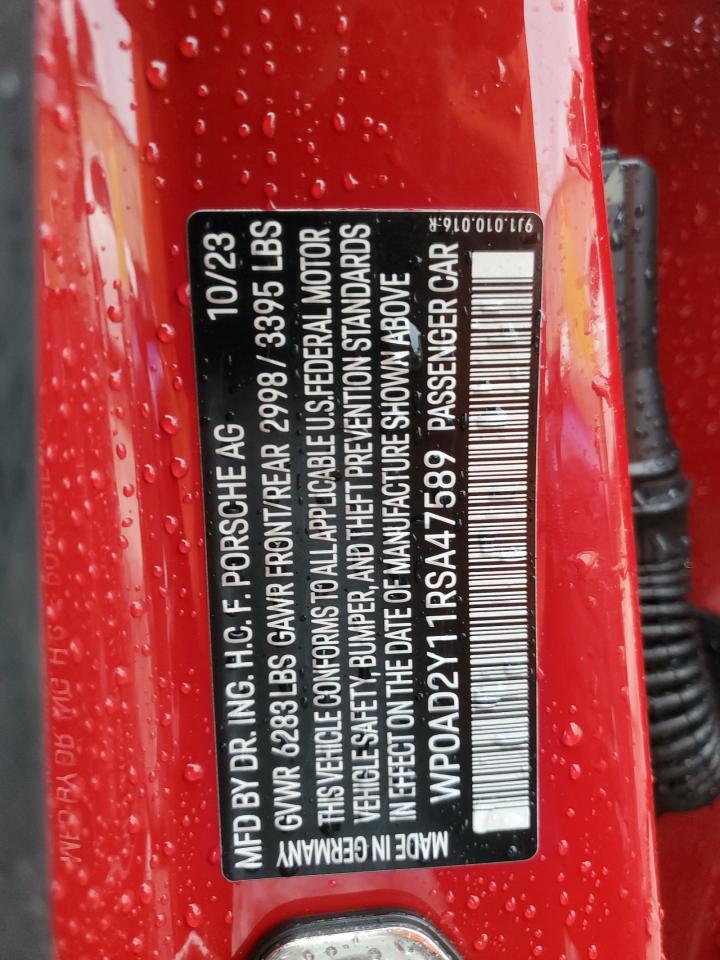 MFD BY DR. ING. H.C. F. PORSCHE AG 10/23
GVWR 6283 LBS GAWR FRONT/REAR 2998 / 3395 LBS
THIS VEHICLE CONFORMS TO ALL APPLICABLE U.S. FEDERAL MOTOR
VEHICLE SAFETY, BUMPER, AND THEFT PREVENTION STANDARDS
IN EFFECT ON THE DATE OF MANUFACTURE SHOWN ABOVE
WP0AD2Y11RSA47589 PASSENGER CAR
MADE IN GERMANY
9J1.010.016.R